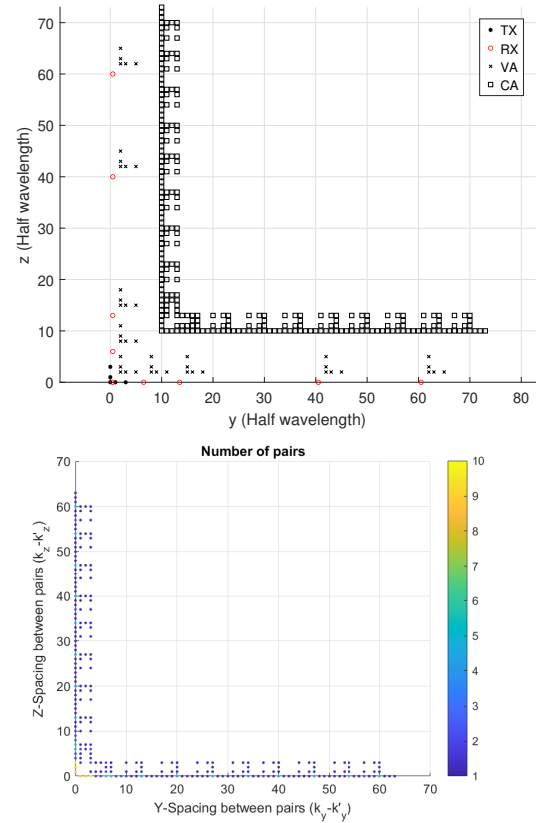 70
60
50
40
30
20
10
0
z (Half wavelength)
TX
RX
VA
CA
0 10 20 30 40 50 60 70 80
y (Half wavelength)
Number of pairs
70
60
50
40
30
20
10
0
Z-Spacing between pairs (k_z-k'_z)
0 10 20 30 40 50 60 70
Y-Spacing between pairs (k_y-k'_y)
10
9
8
7
6
5
4
3
2
1